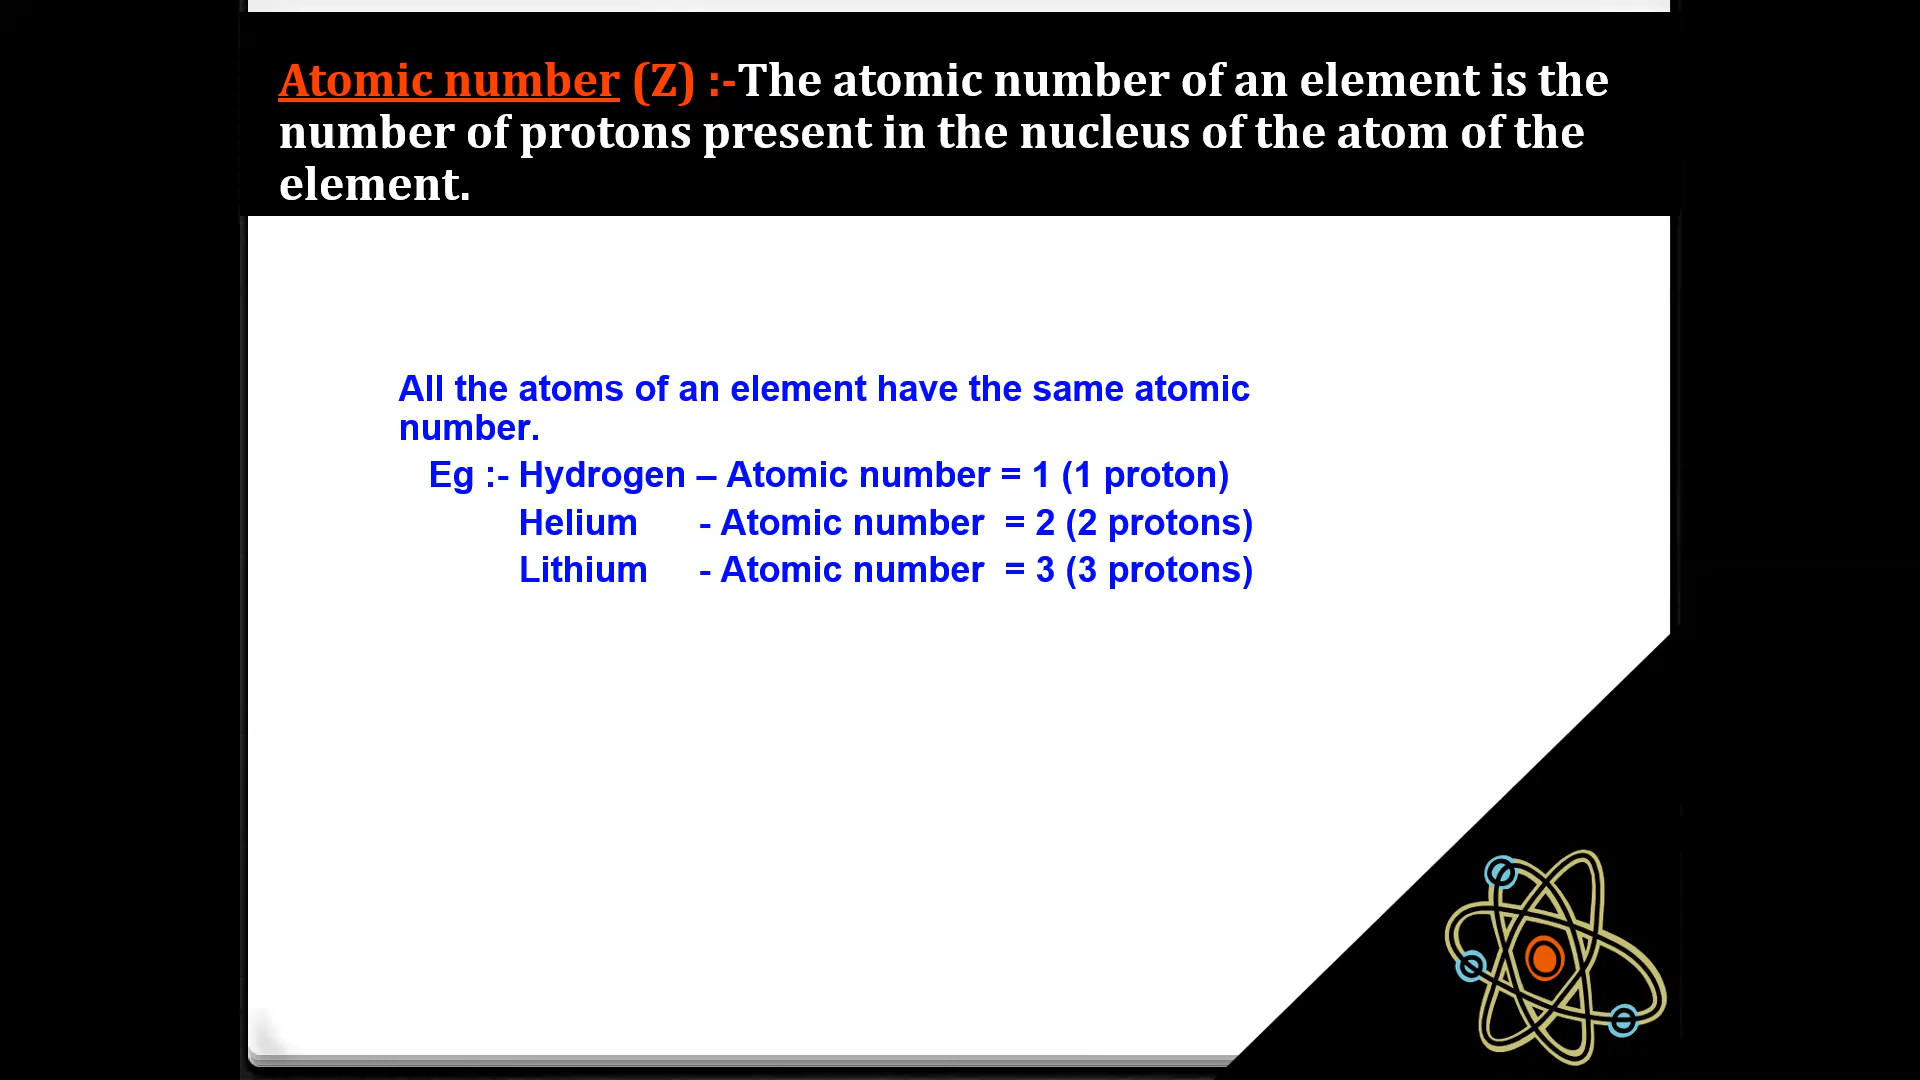 Atomic number (Z) :-The atomic number of an element is the
number of protons present in the nucleus of the atom of the
element.
All the atoms of an element have the same atomic
number.
Eg :- Hydrogen – Atomic number = 1 (1 proton)
Helium - Atomic number = 2 (2 protons)
Lithium - Atomic number = 3 (3 protons)